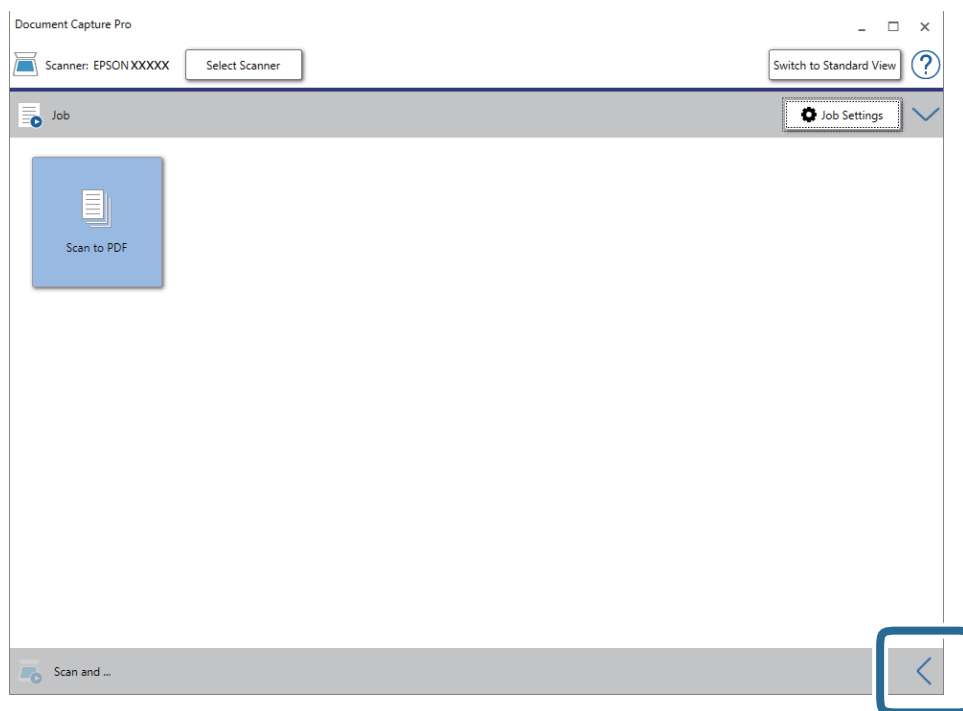 Document Capture Pro
Scanner: EPSON XXXXX
Select Scanner
Switch to Standard View
?
Job
Job Settings
Scan to PDF
Scan and ...